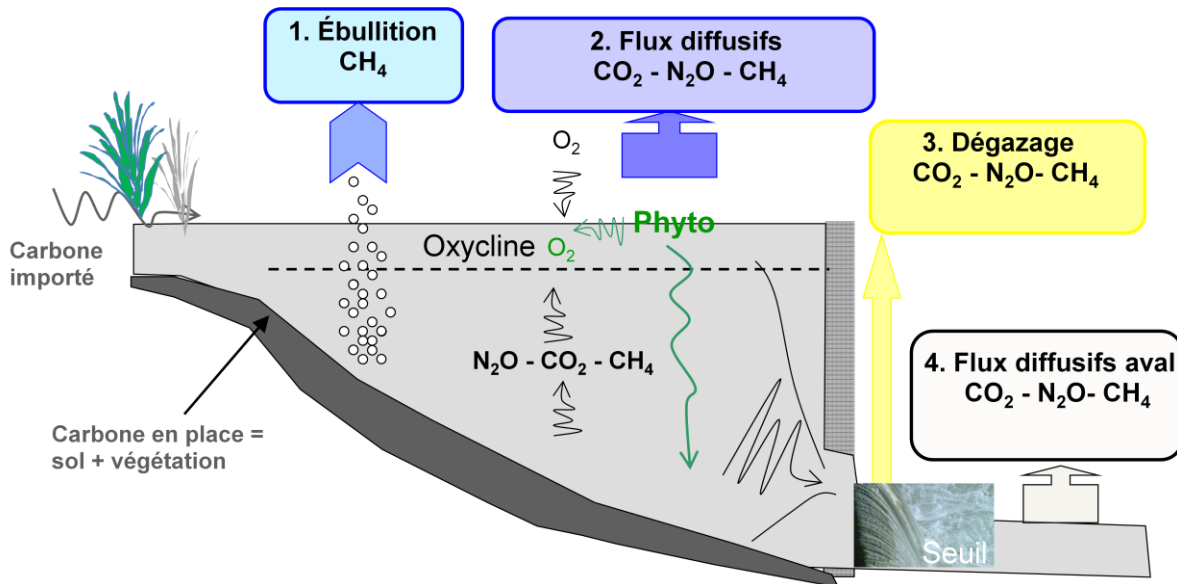 1. Ébullition
CH₄
2. Flux diffusifs
CO₂ - N₂O - CH₄
O₂
3. Dégazage
CO₂ - N₂O- CH₄
Phyto
Carbone
importé
Oxycline O₂
N₂O - CO₂ - CH₄
4. Flux diffusifs aval
CO₂ - N₂O- CH₄
Carbone en place =
sol + végétation
Seuil